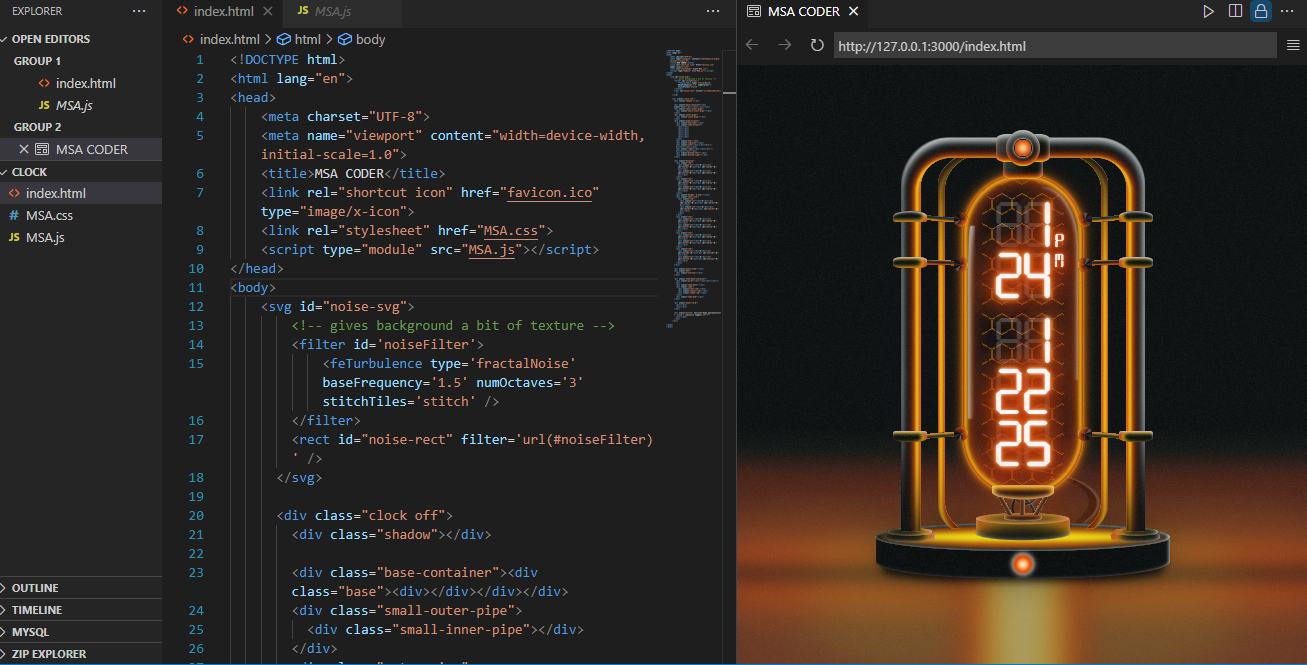 EXPLORER ···
OPEN EDITORS
GROUP 1
<> index.html
JS MSA.js
GROUP 2
MSA CODER
CLOCK
<> index.html
# MSA.css
JS MSA.js
OUTLINE
TIMELINE
MYSQL
ZIP EXPLORER
<> index.html JS MSA.js ···
<> index.html > html > body
1 <!DOCTYPE html>
2 <html lang="en">
3 <head>
4 <meta charset="UTF-8">
5 <meta name="viewport" content="width=device-width,
initial-scale=1.0">
6 <title>MSA CODER</title>
7 <link rel="shortcut icon" href="favicon.ico"
type="image/x-icon">
8 <link rel="stylesheet" href="MSA.css">
9 <script type="module" src="MSA.js"></script>
10 </head>
11 <body>
12 <svg id="noise-svg">
13 <!-- gives background a bit of texture -->
14 <filter id='noiseFilter'>
15 <feTurbulence type='fractalNoise'
baseFrequency='1.5' numOctaves='3'
stitchTiles='stitch' />
16 </filter>
17 <rect id="noise-rect" filter='url(#noiseFilter)
' />
18 </svg>
19
20 <div class="clock off">
21 <div class="shadow"></div>
22
23 <div class="base-container"><div
class="base"><div></div></div></div>
24 <div class="small-outer-pipe">
25 <div class="small-inner-pipe"></div>
26 </div>
MSA CODER ···
http://127.0.0.1:3000/index.html
1
Pm
24
1
22
25